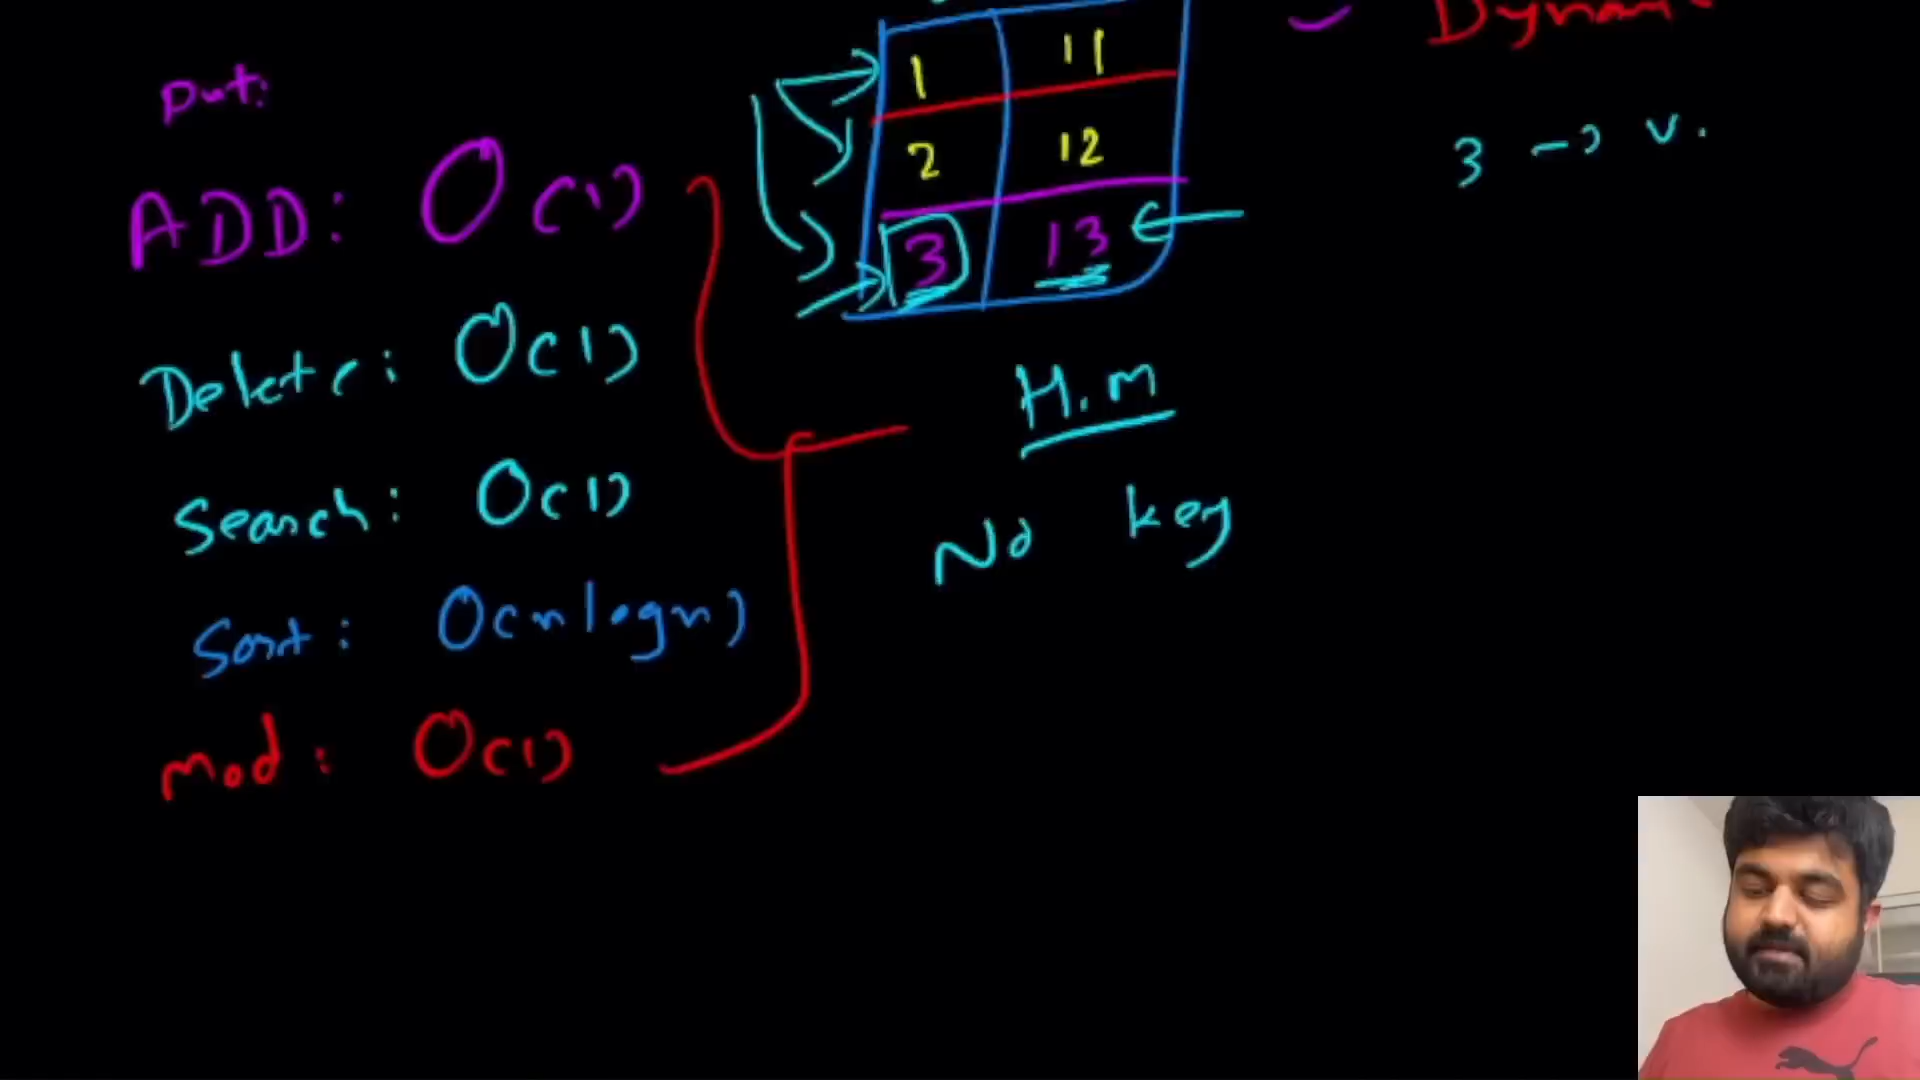 Put:
ADD: O(1)
Delete: O(1)
Search: O(1)
Sort: O(nlogn)
mod: O(1)
1 11
2 12
3 13
H.m
No key
3 -> v.